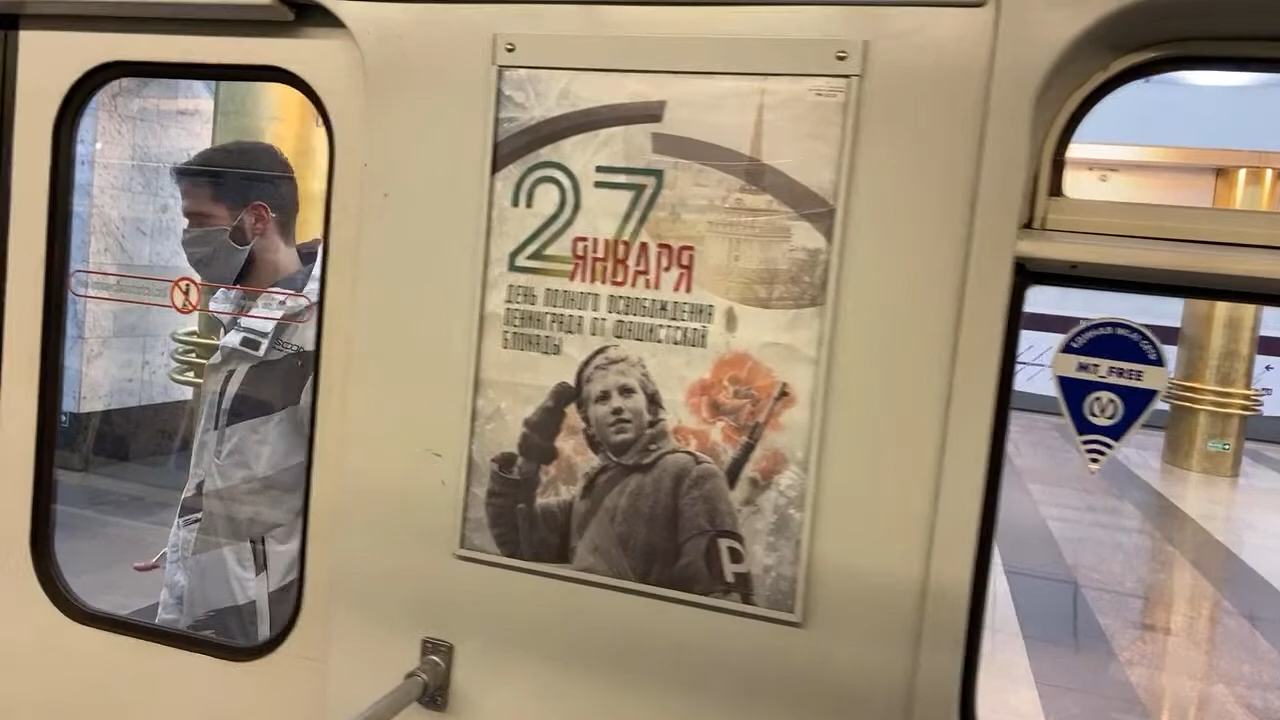 27
ЯНВАРЯ
ДЕНЬ ПОЛНОГО ОСВОБОЖДЕНИЯ
ЛЕНИНГРАДА ОТ ФАШИСТСКОЙ
БЛОКАДЫ
P
MT_FREE